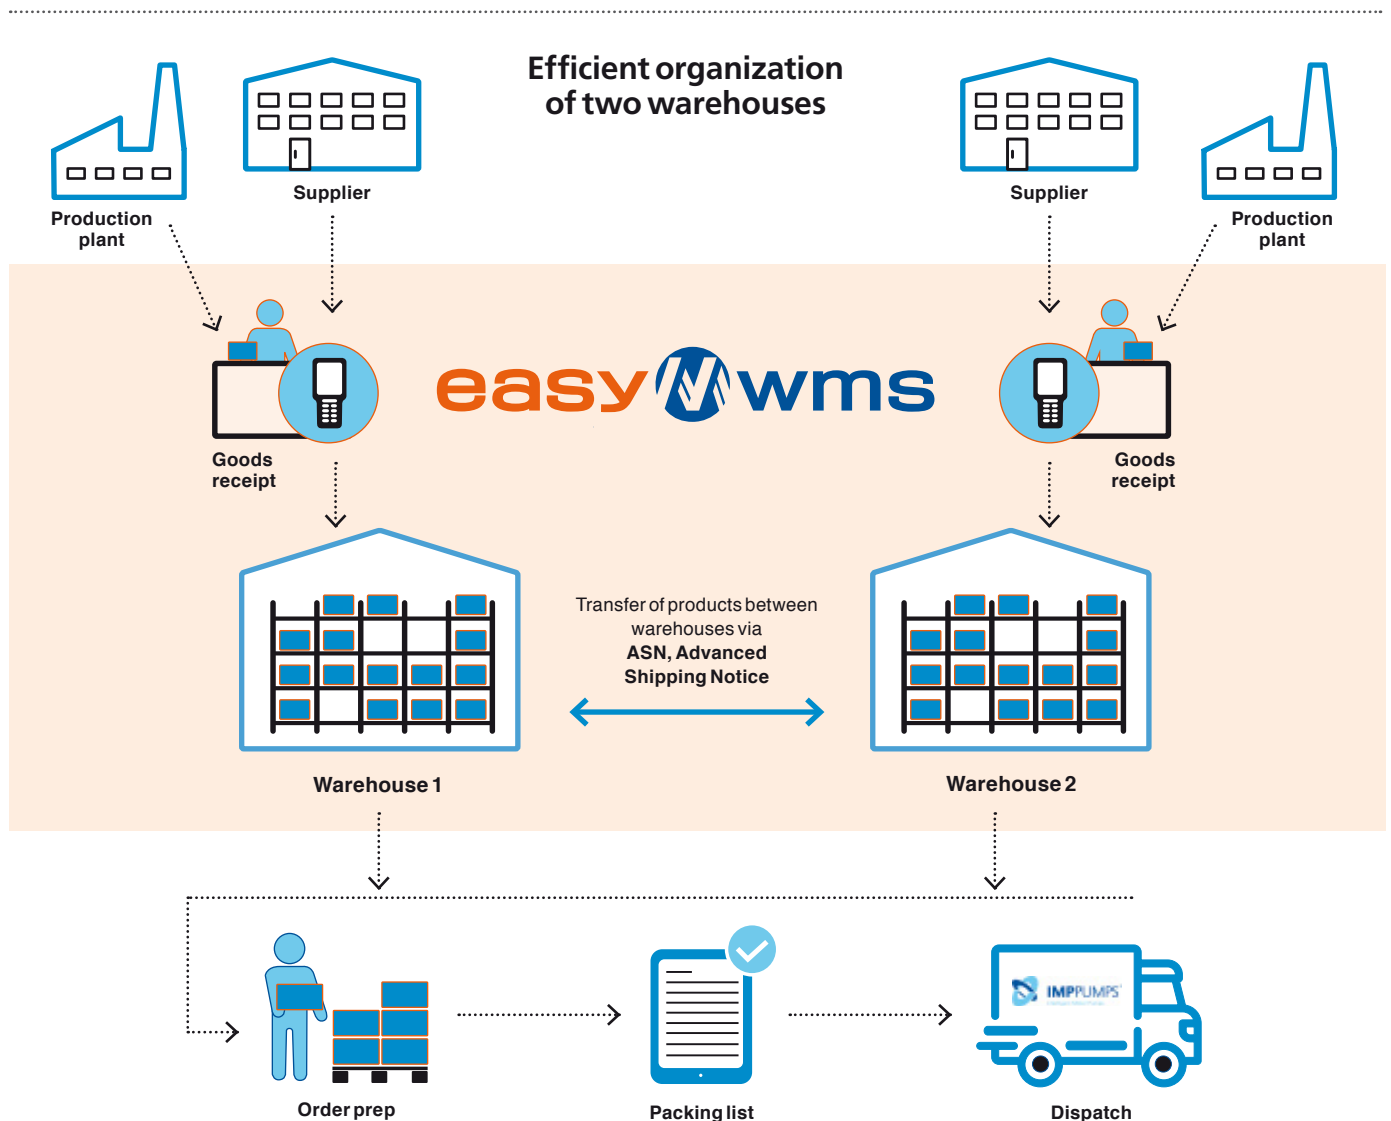 Efficient organization
of two warehouses
Supplier
Supplier
Production
plant
Production
plant
easy wms
Goods
receipt
Goods
receipt
Transfer of products between
warehouses via
ASN, Advanced
Shipping Notice
Warehouse 1
Warehouse 2
IMPPUMPS
Order prep
Packing list
Dispatch